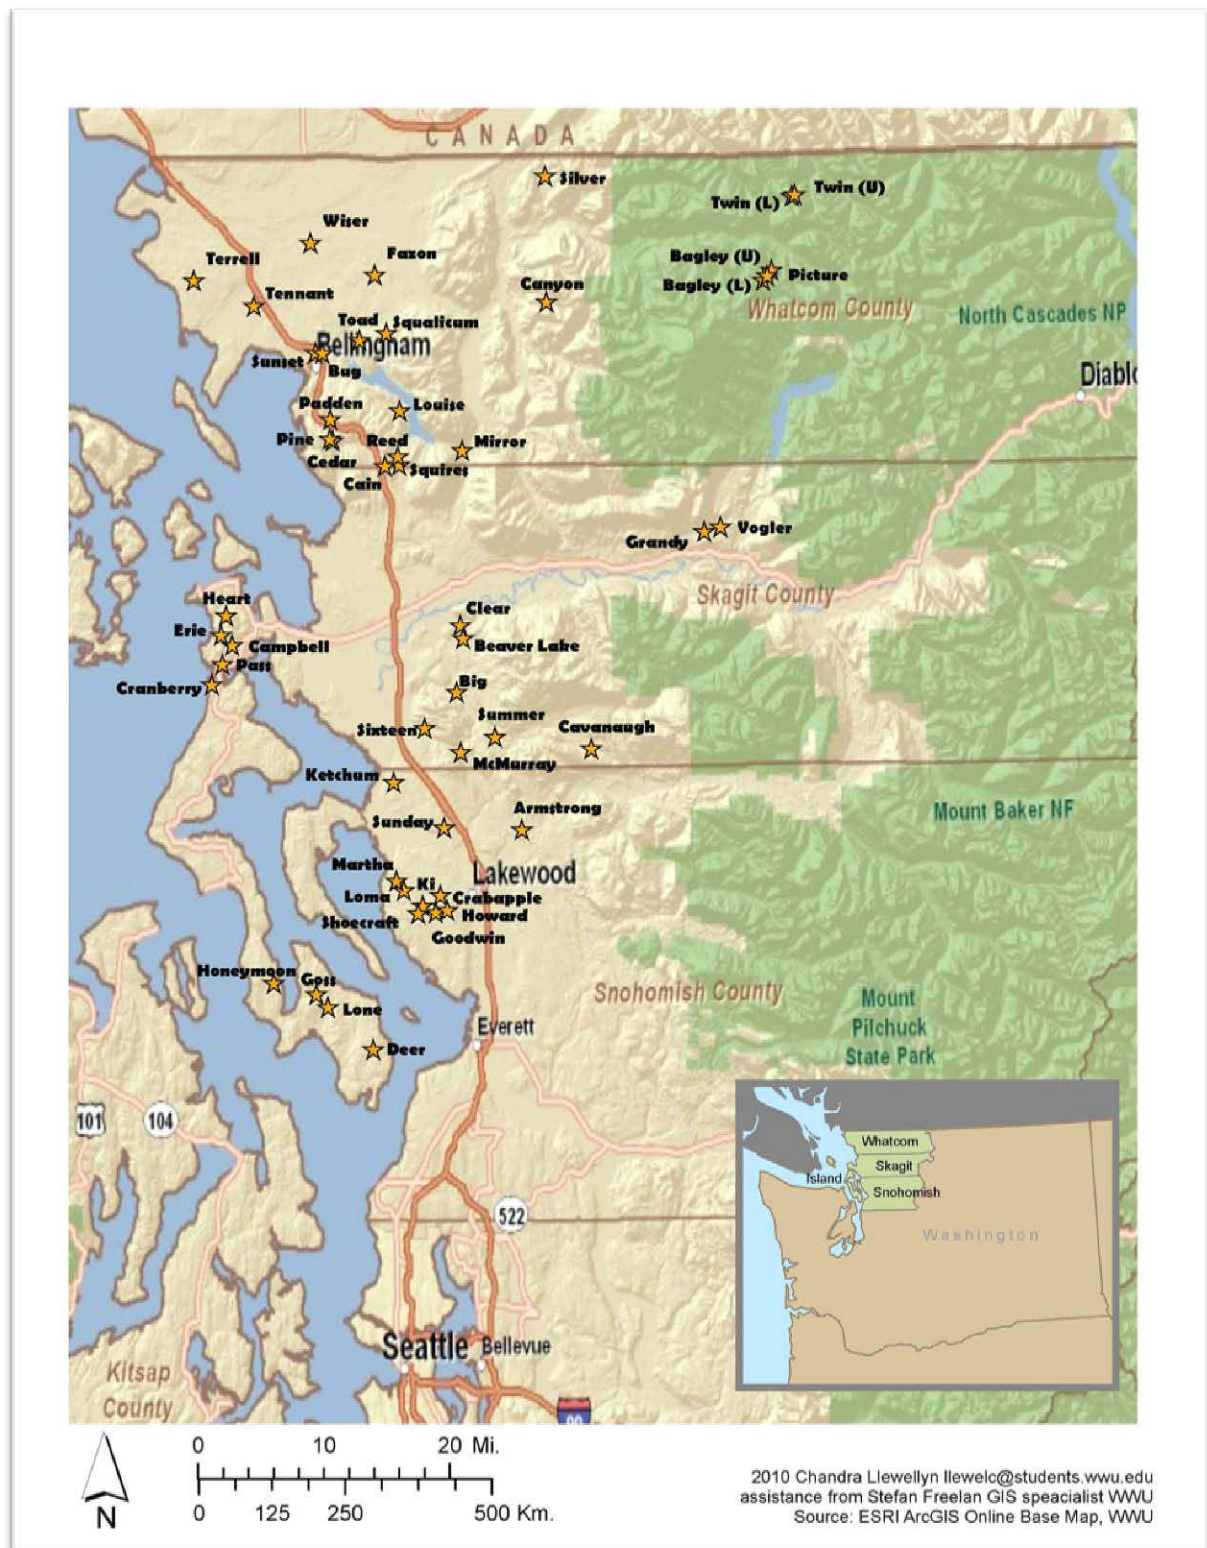 CANADA
Silver
Twin (U)
Twin (L)
Wiser
Faxon
Terrell
Bagley (U)
Picture
Bagley (L)
Canyon
Tennant
Whatcom County
North Cascades NP
Toad
Squalicum
Bellingham
Sunset
Bug
Diablo
Padden
Louise
Pine
Reed
Mirror
Cedar
Squires
Cain
Vogler
Grandy
Skagit County
Heart
Clear
Erie
Campbell
Beaver Lake
Pass
Cranberry
Big
Summer
Sixteen
Cavanaugh
McMurray
Ketchum
Armstrong
Mount Baker NF
Sunday
Martha
Lakewood
Ki
Loma
Crabapple
Shoecraft
Howard
Goodwin
Honeymoon
Goss
Snohomish County
Lone
Mount
Pilchuck
State Park
Everett
Deer
101
104
Whatcom
Skagit
Island
Snohomish
Washington
522
Seattle
Bellevue
Kitsap
County
90
0 10 20 Mi.
0 125 250 500 Km.
N
2010 Chandra Llewellyn llewelc@students.wwu.edu
assistance from Stefan Freelan GIS speacialist WWU
Source: ESRI ArcGIS Online Base Map, WWU